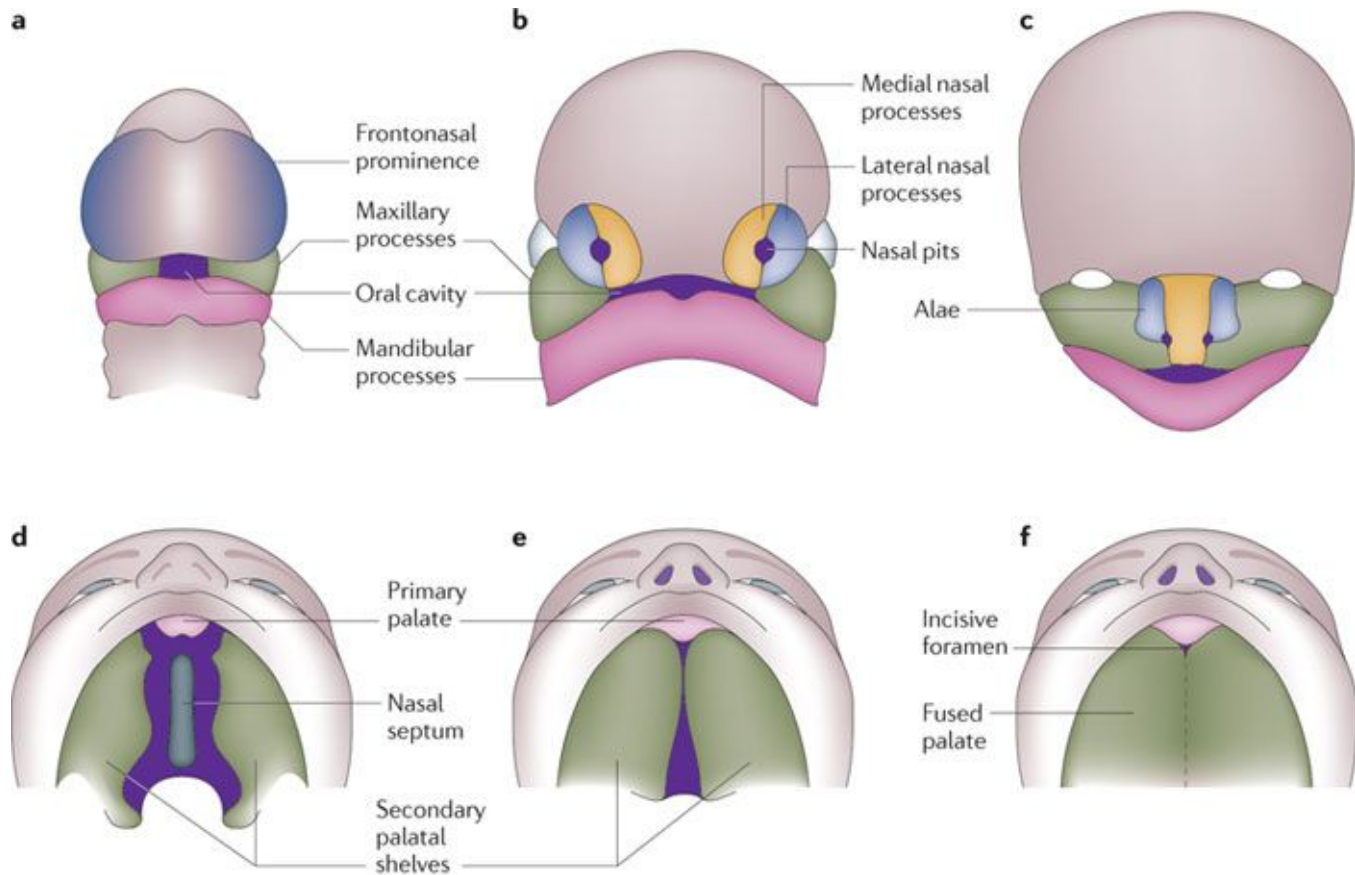 a
b
c
Frontonasal
prominence
Maxillary
processes
Oral cavity
Mandibular
processes
Medial nasal
processes
Lateral nasal
processes
Nasal pits
Alae
d
e
f
Primary
palate
Nasal
septum
Secondary
palatal
shelves
Incisive
foramen
Fused
palate